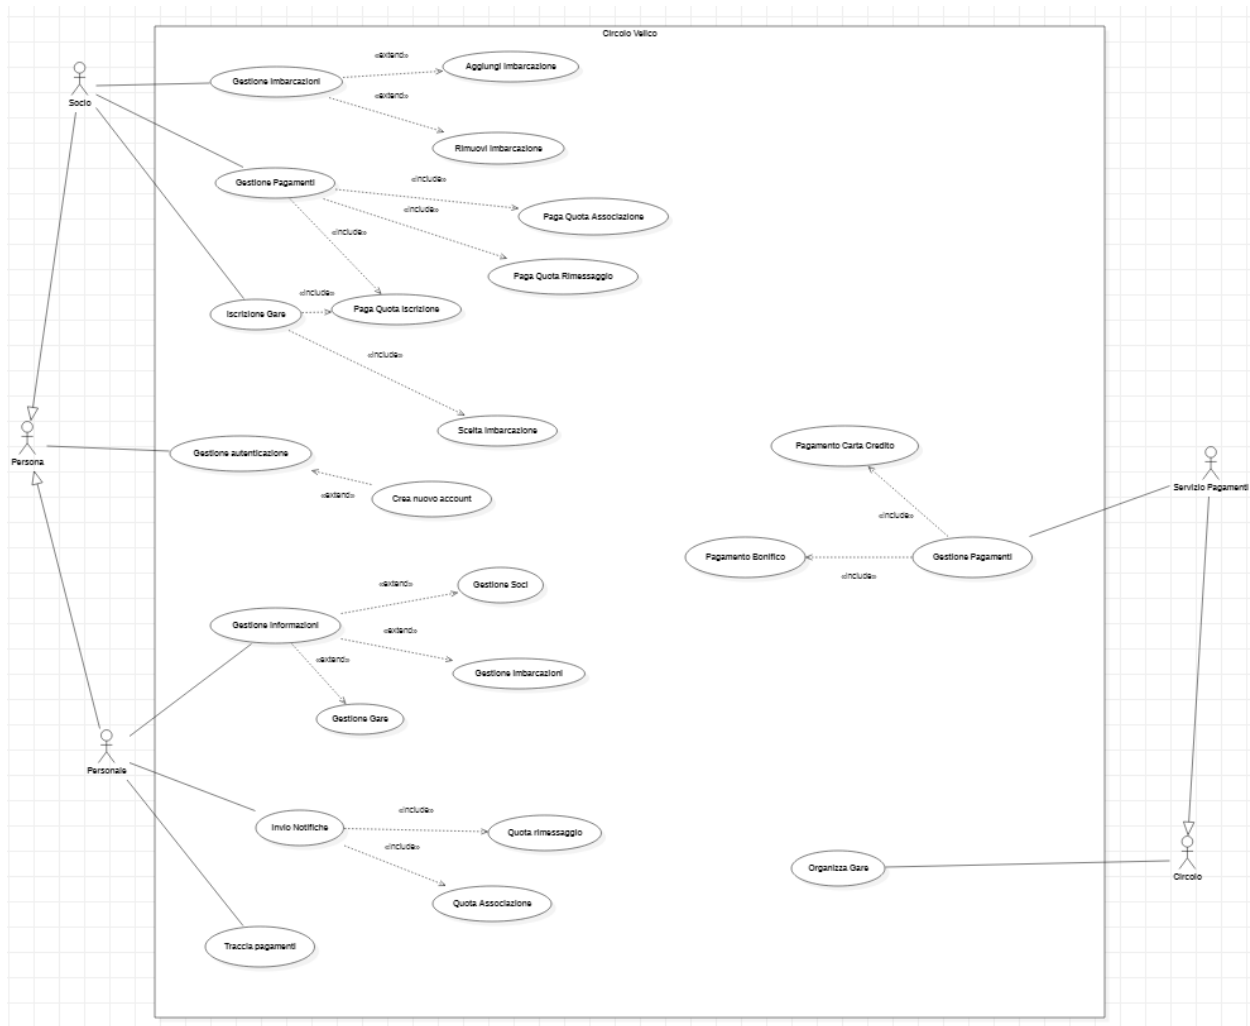 Circolo Velico
«extend»
Aggiungi Imbarcazione
Gestione Imbarcazioni
«extend»
Socio
Rimuovi Imbarcazione
«include»
Gestione Pagamenti
«include»
Paga Quota Associazione
«include»
Paga Quota Rimessaggio
«include»
Iscrizione Gare
Paga Quota Iscrizione
«include»
Scelta Imbarcazione
Persona
Gestione autenticazione
«extend»
Crea nuovo account
Pagamento Carta Credito
Servizio Pagamenti
«include»
Pagamento Bonifico
Gestione Pagamenti
«include»
«extend»
Gestione Soci
Gestione Informazioni
«extend»
«extend»
Gestione Imbarcazioni
Gestione Gare
Personale
«include»
Invio Notifiche
Quota rimessaggio
«include»
Organizza Gare
Circolo
Quota Associazione
Traccia pagamenti